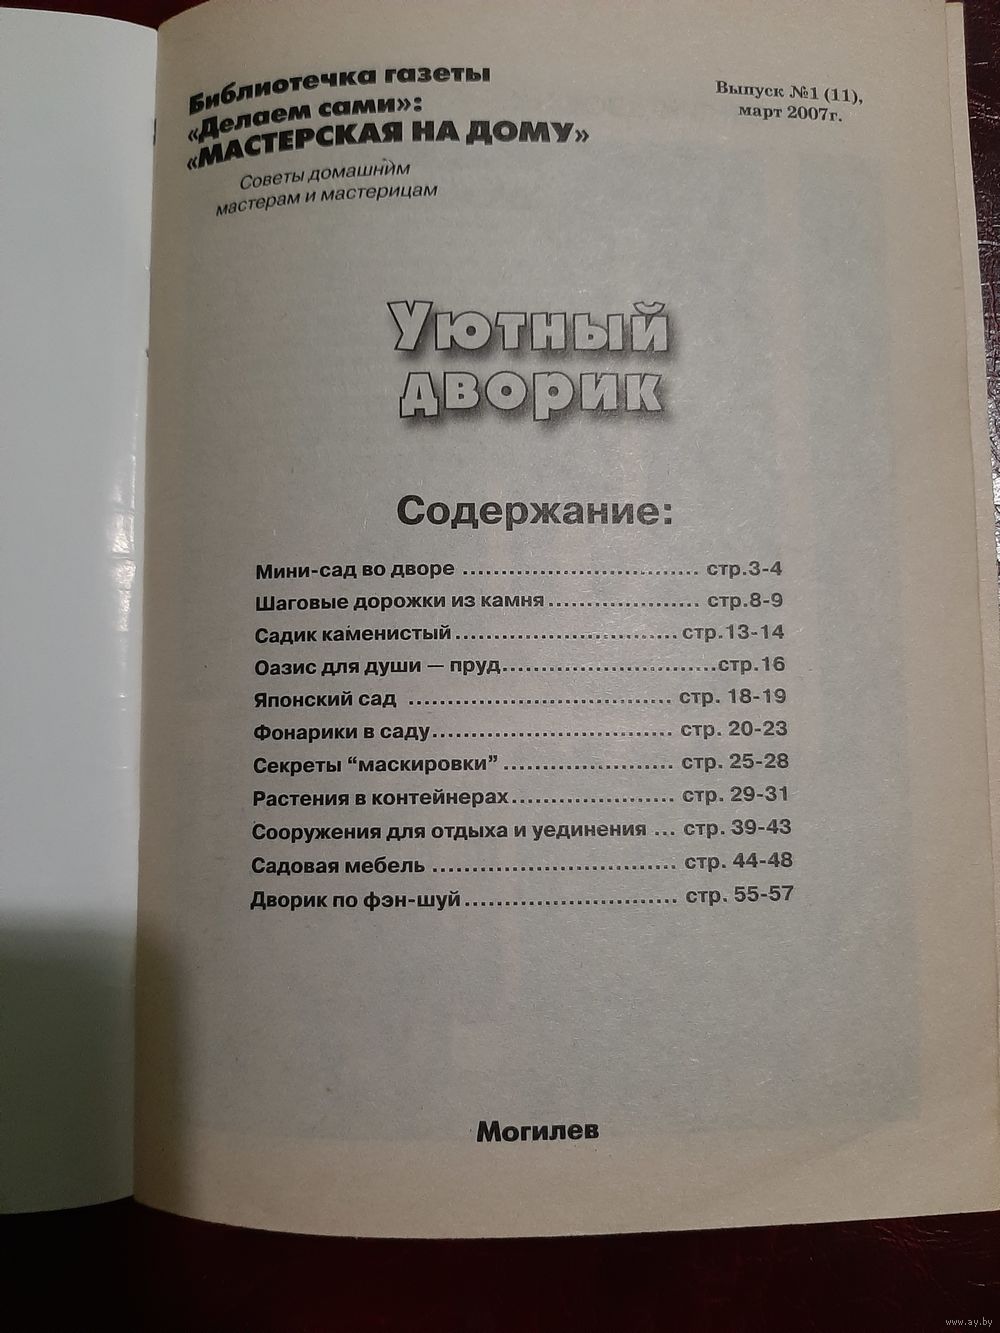 Библиотечка газеты
«Делаем сами»:
«МАСТЕРСКАЯ НА ДОМУ»
Советы домашним
мастерам и мастерицам
Выпуск №1 (11),
март 2007г.
Уютный
дворик
Содержание:
Мини-сад во дворе .............................. стр.3-4
Шаговые дорожки из камня................... стр.8-9
Садик каменистый............................стр.13-14
Оазис для души — пруд...........................стр.16
Японский сад ................................. стр. 18-19
Фонарики в саду.............................. стр. 20-23
Секреты “маскировки” ...................... стр. 25-28
Растения в контейнерах..................... стр. 29-31
Сооружения для отдыха и уединения ... стр. 39-43
Садовая мебель ............................... стр. 44-48
Дворик по фэн-шуй........................... стр. 55-57
Могилев
www.ay.by